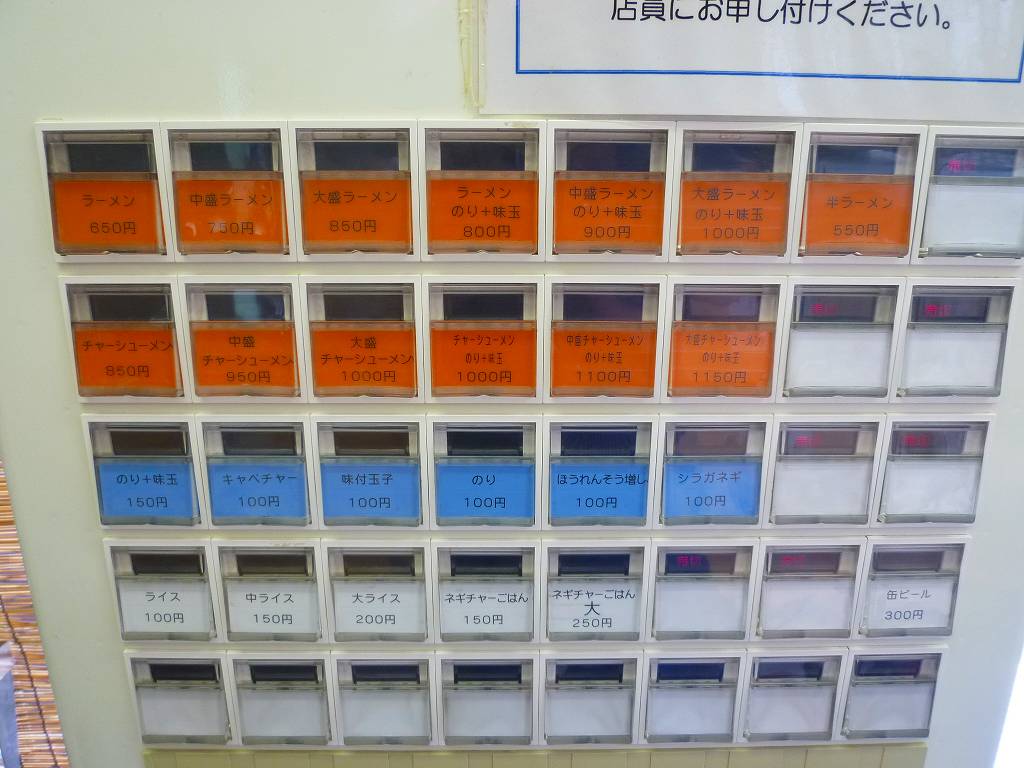 店員にお申し付けください。
ラーメン
650円
中盛ラーメン
750円
大盛ラーメン
850円
ラーメン
のり+味玉
800円
中盛ラーメン
のり+味玉
900円
大盛ラーメン
のり+味玉
1000円
半ラーメン
550円
チャーシューメン
850円
中盛
チャーシューメン
950円
大盛
チャーシューメン
1000円
チャーシューメン
のり+味玉
1000円
中盛チャーシューメン
のり+味玉
1100円
大盛チャーシューメン
のり+味玉
1150円
のり+味玉
150円
キャベチャー
100円
味付玉子
100円
のり
100円
ほうれんそう増し
100円
シラガネギ
100円
ライス
100円
中ライス
150円
大ライス
200円
ネギチャーごはん
150円
ネギチャーごはん
大
250円
缶ビール
300円